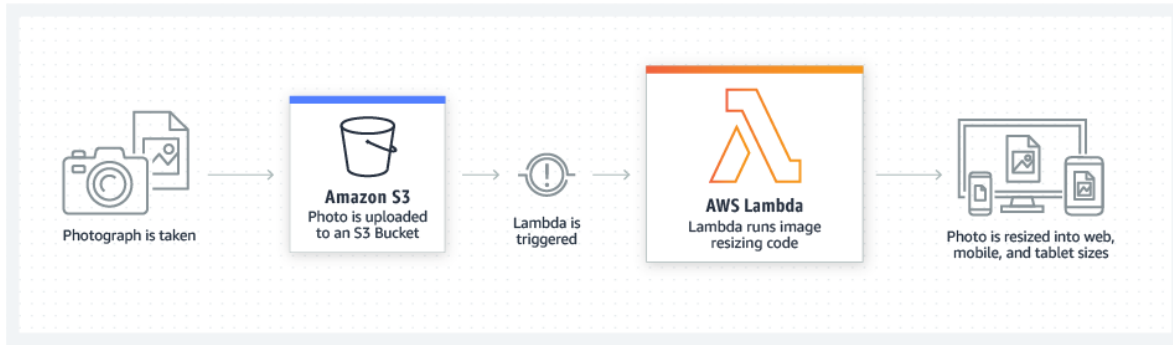 Photograph is taken
Amazon S3
Photo is uploaded
to an S3 Bucket
Lambda is
triggered
AWS Lambda
Lambda runs image
resizing code
Photo is resized into web,
mobile, and tablet sizes